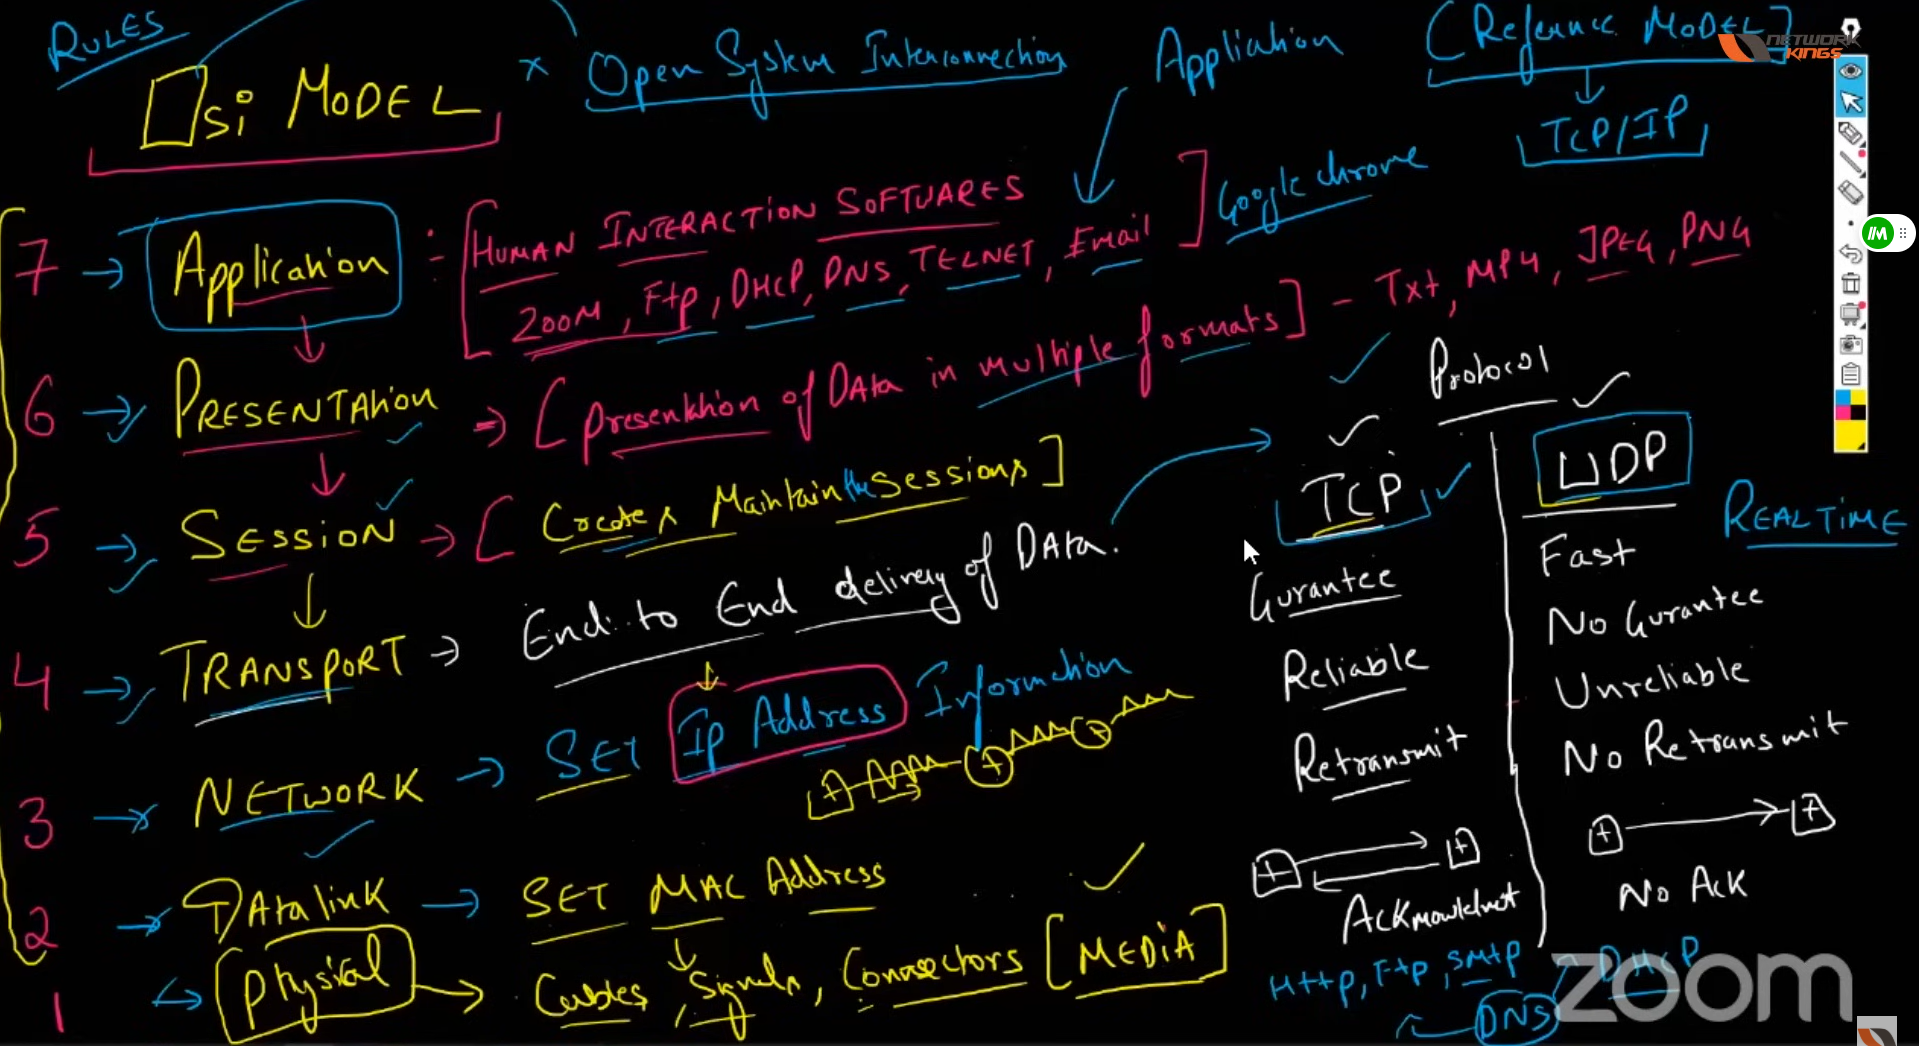 RULES
OSi MODEL
x Open System Interconnection
Application
[Reference MODEL]
TCP/IP
NETWORK
KINGS
7 → Application : [HUMAN INTERACTION SOFTWARES
ZOOM, Ftp, DHCP, DNS, TELNET, Email] Google chrome
6 → PRESENTATION → [presentation of DATA in multiple formats] - Txt, MP4, JPEG, PNG
5 → SESSION → [Create & Maintain the sessions]
4 → TRANSPORT → End to End delivery of DATA.
3 → NETWORK → SET Ip Address Information
2 → DATA link → SET MAC Address
1 → Physical → Cables, Signals, Connectors [MEDIA]
Protocol
TCP
Gurantee
Reliable
Retransmit
Http, Ftp, SMtp
UDP
REALTIME
Fast
No Gurantee
Unreliable
No Retransmit
No Ack
DHCP
DNS
zoom